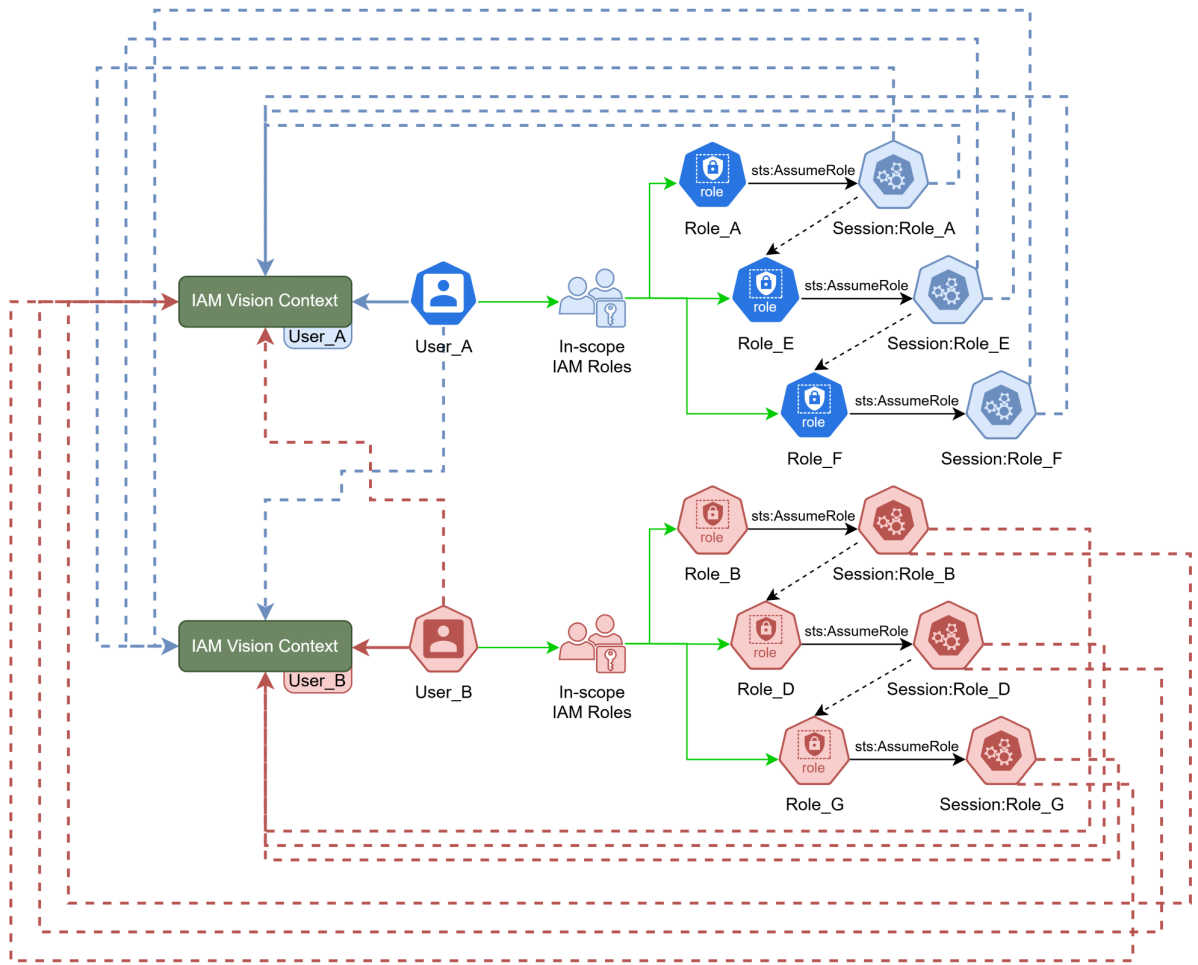 role
sts:AssumeRole
Role_A
Session:Role_A
IAM Vision Context
User_A
User_A
In-scope
IAM Roles
role
sts:AssumeRole
Role_E
Session:Role_E
role
sts:AssumeRole
Role_F
Session:Role_F
role
sts:AssumeRole
Role_B
Session:Role_B
IAM Vision Context
User_B
User_B
In-scope
IAM Roles
role
sts:AssumeRole
Role_D
Session:Role_D
role
sts:AssumeRole
Role_G
Session:Role_G